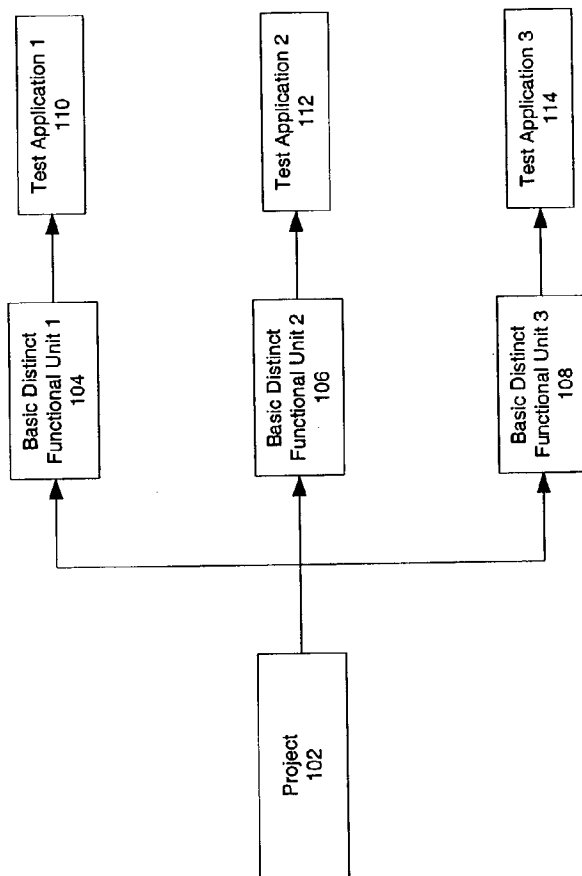 Project
102
Basic Distinct
Functional Unit 1
104
Basic Distinct
Functional Unit 2
106
Basic Distinct
Functional Unit 3
108
Test Application 1
110
Test Application 2
112
Test Application 3
114